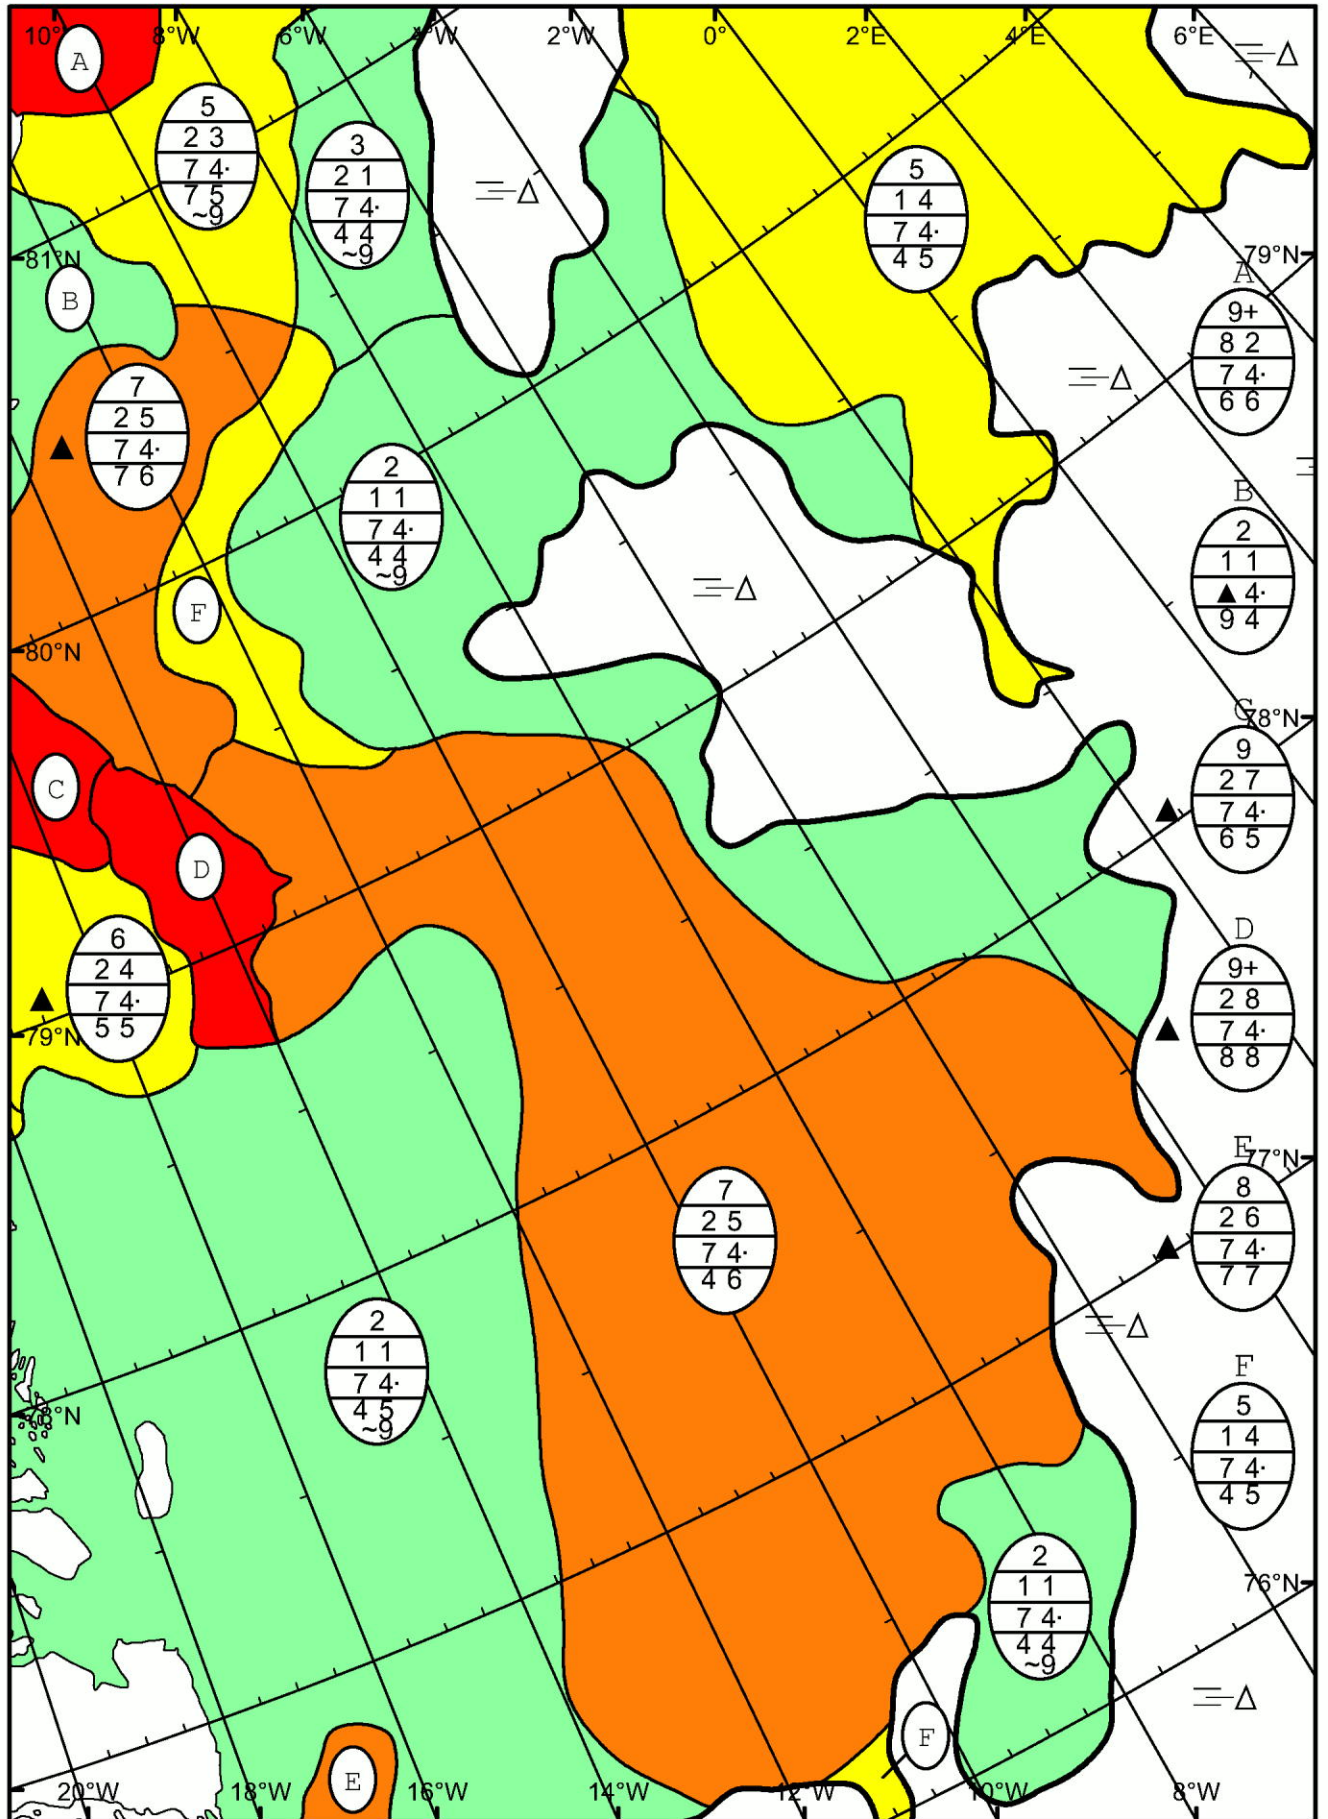 10°W 8°W 6°W 4°W 2°W 0° 2°E 4°E 6°E
A
5
2 3
7 4·
7 5
~9
3
2 1
7 4·
4 4
~9
5
1 4
7 4·
4 5
81°N
79°N
B
A
9+
8 2
7 4·
6 6
7
2 5
7 4·
7 6
2
1 1
7 4·
4 4
~9
B
2
1 1
▲ 4·
9 4
F
80°N
78°N
C
C
9
2 7
7 4·
6 5
D
6
2 4
7 4·
5 5
79°N
D
9+
2 8
7 4·
8 8
77°N
E
8
2 6
7 4·
7 7
7
2 5
7 4·
4 6
2
1 1
7 4·
4 5
~9
78°N
F
5
1 4
7 4·
4 5
2
1 1
7 4·
4 4
~9
76°N
F
E
20°W 18°W 16°W 14°W 12°W 10°W 8°W